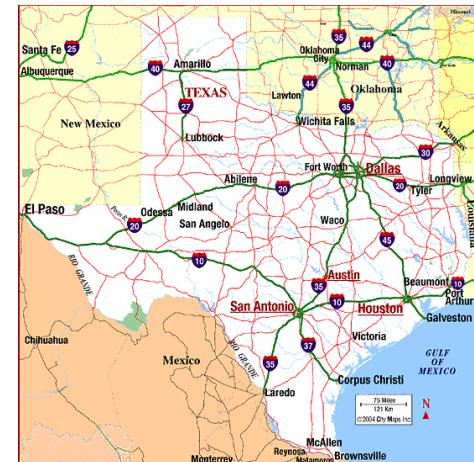 Missouri
35
Santa Fe
25
Oklahoma
City
44
Albuquerque
40
Amarillo
40
Norman
TEXAS
44
Lawton
Oklahoma
27
35
New Mexico
Wichita Falls
Arkansas
Lubbock
30
Fort Worth
Dallas
Abilene
20
20
Longview
Tyler
El Paso
Pecos R.
Odessa
Midland
20
San Angelo
Waco
45
Louisiana
10
RIO GRANDE
Austin
35
Beaumont
10
Port
Arthur
San Antonio
10
Houston
Galveston
Chihuahua
Mexico
RIO GRANDE
35
37
Victoria
GULF
OF
MEXICO
Laredo
Corpus Christi
75 Miles
121 Km
©2004 City Maps Inc
N
McAllen
Monterrey
Reynosa
Brownsville
Matamoros